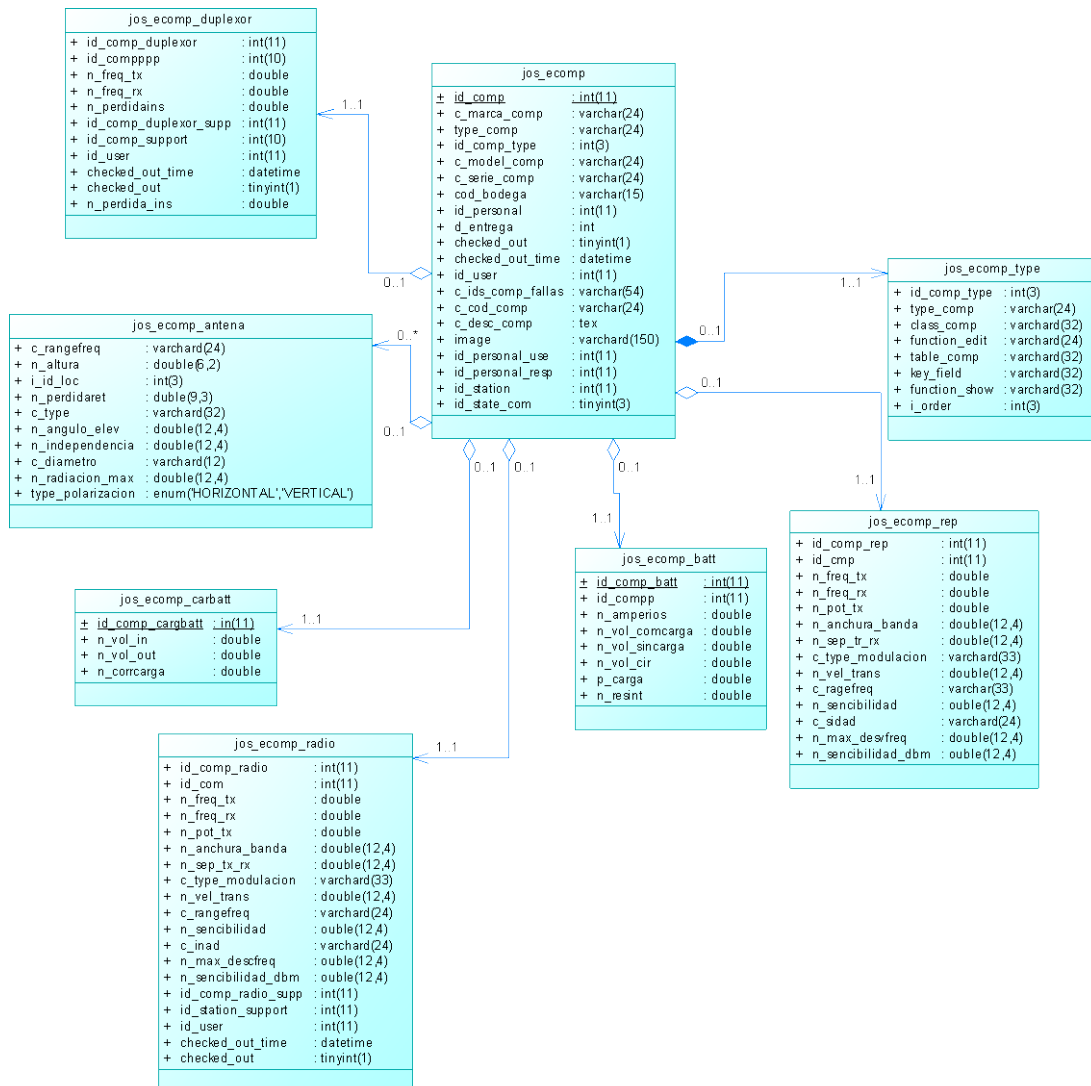 jos_ecomp_duplexor
+ id_comp_duplexor : int(11)
+ id_compppp : int(10)
+ n_freq_tx : double
+ n_freq_rx : double
+ n_perdidains : double
+ id_comp_duplexor_supp : int(11)
+ id_comp_support : int(10)
+ id_user : int(11)
+ checked_out_time : datetime
+ checked_out : tinyint(1)
+ n_perdida_ins : double
1..1
0..1
jos_ecomp
+ id_comp : int(11)
+ c_marca_comp : varchar(24)
+ type_comp : varchar(24)
+ id_comp_type : int(3)
+ c_model_comp : varchar(24)
+ c_serie_comp : varchar(24)
+ cod_bodega : varchar(15)
+ id_personal : int(11)
+ d_entrega : int
+ checked_out : tinyint(1)
+ checked_out_time : datetime
+ id_user : int(11)
+ c_ids_comp_fallas : varchar(54)
+ c_cod_comp : varchar(24)
+ c_desc_comp : tex
+ image : varchard(150)
+ id_personal_use : int(11)
+ id_personal_resp : int(11)
+ id_station : int(11)
+ id_state_com : tinyint(3)
0..1
1..1
jos_ecomp_type
+ id_comp_type : int(3)
+ type_comp : varchar(24)
+ class_comp : varchard(32)
+ function_edit : varchard(24)
+ table_comp : varchard(32)
+ key_field : varchard(32)
+ function_show : varchard(32)
+ i_order : int(3)
0..1
1..1
jos_ecomp_antena
+ c_rangefreq : varchard(24)
+ n_altura : double(6,2)
+ i_id_loc : int(3)
+ n_perdidaret : duble(9,3)
+ c_type : varchard(32)
+ n_angulo_elev : double(12,4)
+ n_independencia : double(12,4)
+ c_diametro : varchard(12)
+ n_radiacion_max : double(12,4)
+ type_polarizacion : enum('HORIZONTAL','VERTICAL')
0..*
0..1
0..1
0..1
0..1
1..1
jos_ecomp_batt
+ id_comp_batt : int(11)
+ id_compp : int(11)
+ n_amperios : double
+ n_vol_comcarga : double
+ n_vol_sincarga : double
+ n_vol_cir : double
+ p_carga : double
+ n_resint : double
jos_ecomp_rep
+ id_comp_rep : int(11)
+ id_cmp : int(11)
+ n_freq_tx : double
+ n_freq_rx : double
+ n_pot_tx : double
+ n_anchura_banda : double(12,4)
+ n_sep_tr_rx : double(12,4)
+ c_type_modulacion : varchard(33)
+ n_vel_trans : double(12,4)
+ c_ragefreq : varchar(33)
+ n_sencibilidad : ouble(12,4)
+ c_sidad : varchar(24)
+ n_max_desvfreq : double(12,4)
+ n_sencibilidad_dbm : ouble(12,4)
jos_ecomp_carbatt
+ id_comp_cargbatt : in(11)
+ n_vol_in : double
+ n_vol_out : double
+ n_corrcarga : double
1..1
jos_ecomp_radio
+ id_comp_radio : int(11)
+ id_com : int(11)
+ n_freq_tx : double
+ n_freq_rx : double
+ n_pot_tx : double
+ n_anchura_banda : double(12,4)
+ n_sep_tx_rx : double(12,4)
+ c_type_modulacion : varchard(33)
+ n_vel_trans : double(12,4)
+ c_rangefreq : varchard(24)
+ n_sencibilidad : ouble(12,4)
+ c_inad : varchard(24)
+ n_max_descfreq : ouble(12,4)
+ n_sencibilidad_dbm : ouble(12,4)
+ id_comp_radio_supp : int(11)
+ id_station_support : int(11)
+ id_user : int(11)
+ checked_out_time : datetime
+ checked_out : tinyint(1)
1..1